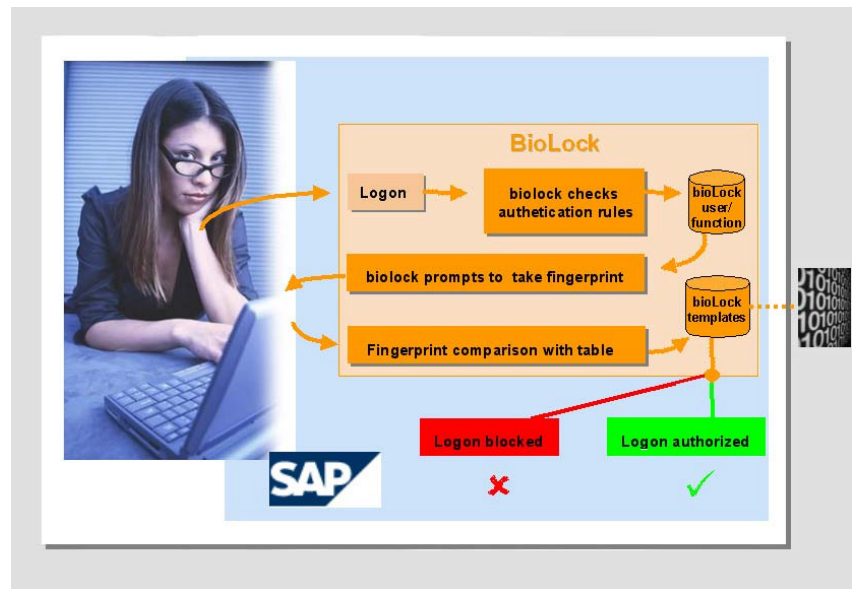 BioLock
Logon
biolock checks
authetication rules
bioLock
user/
function
biolock prompts to take fingerprint
bioLock
templates
Fingerprint comparison with table
Logon blocked
Logon authorized
SAP